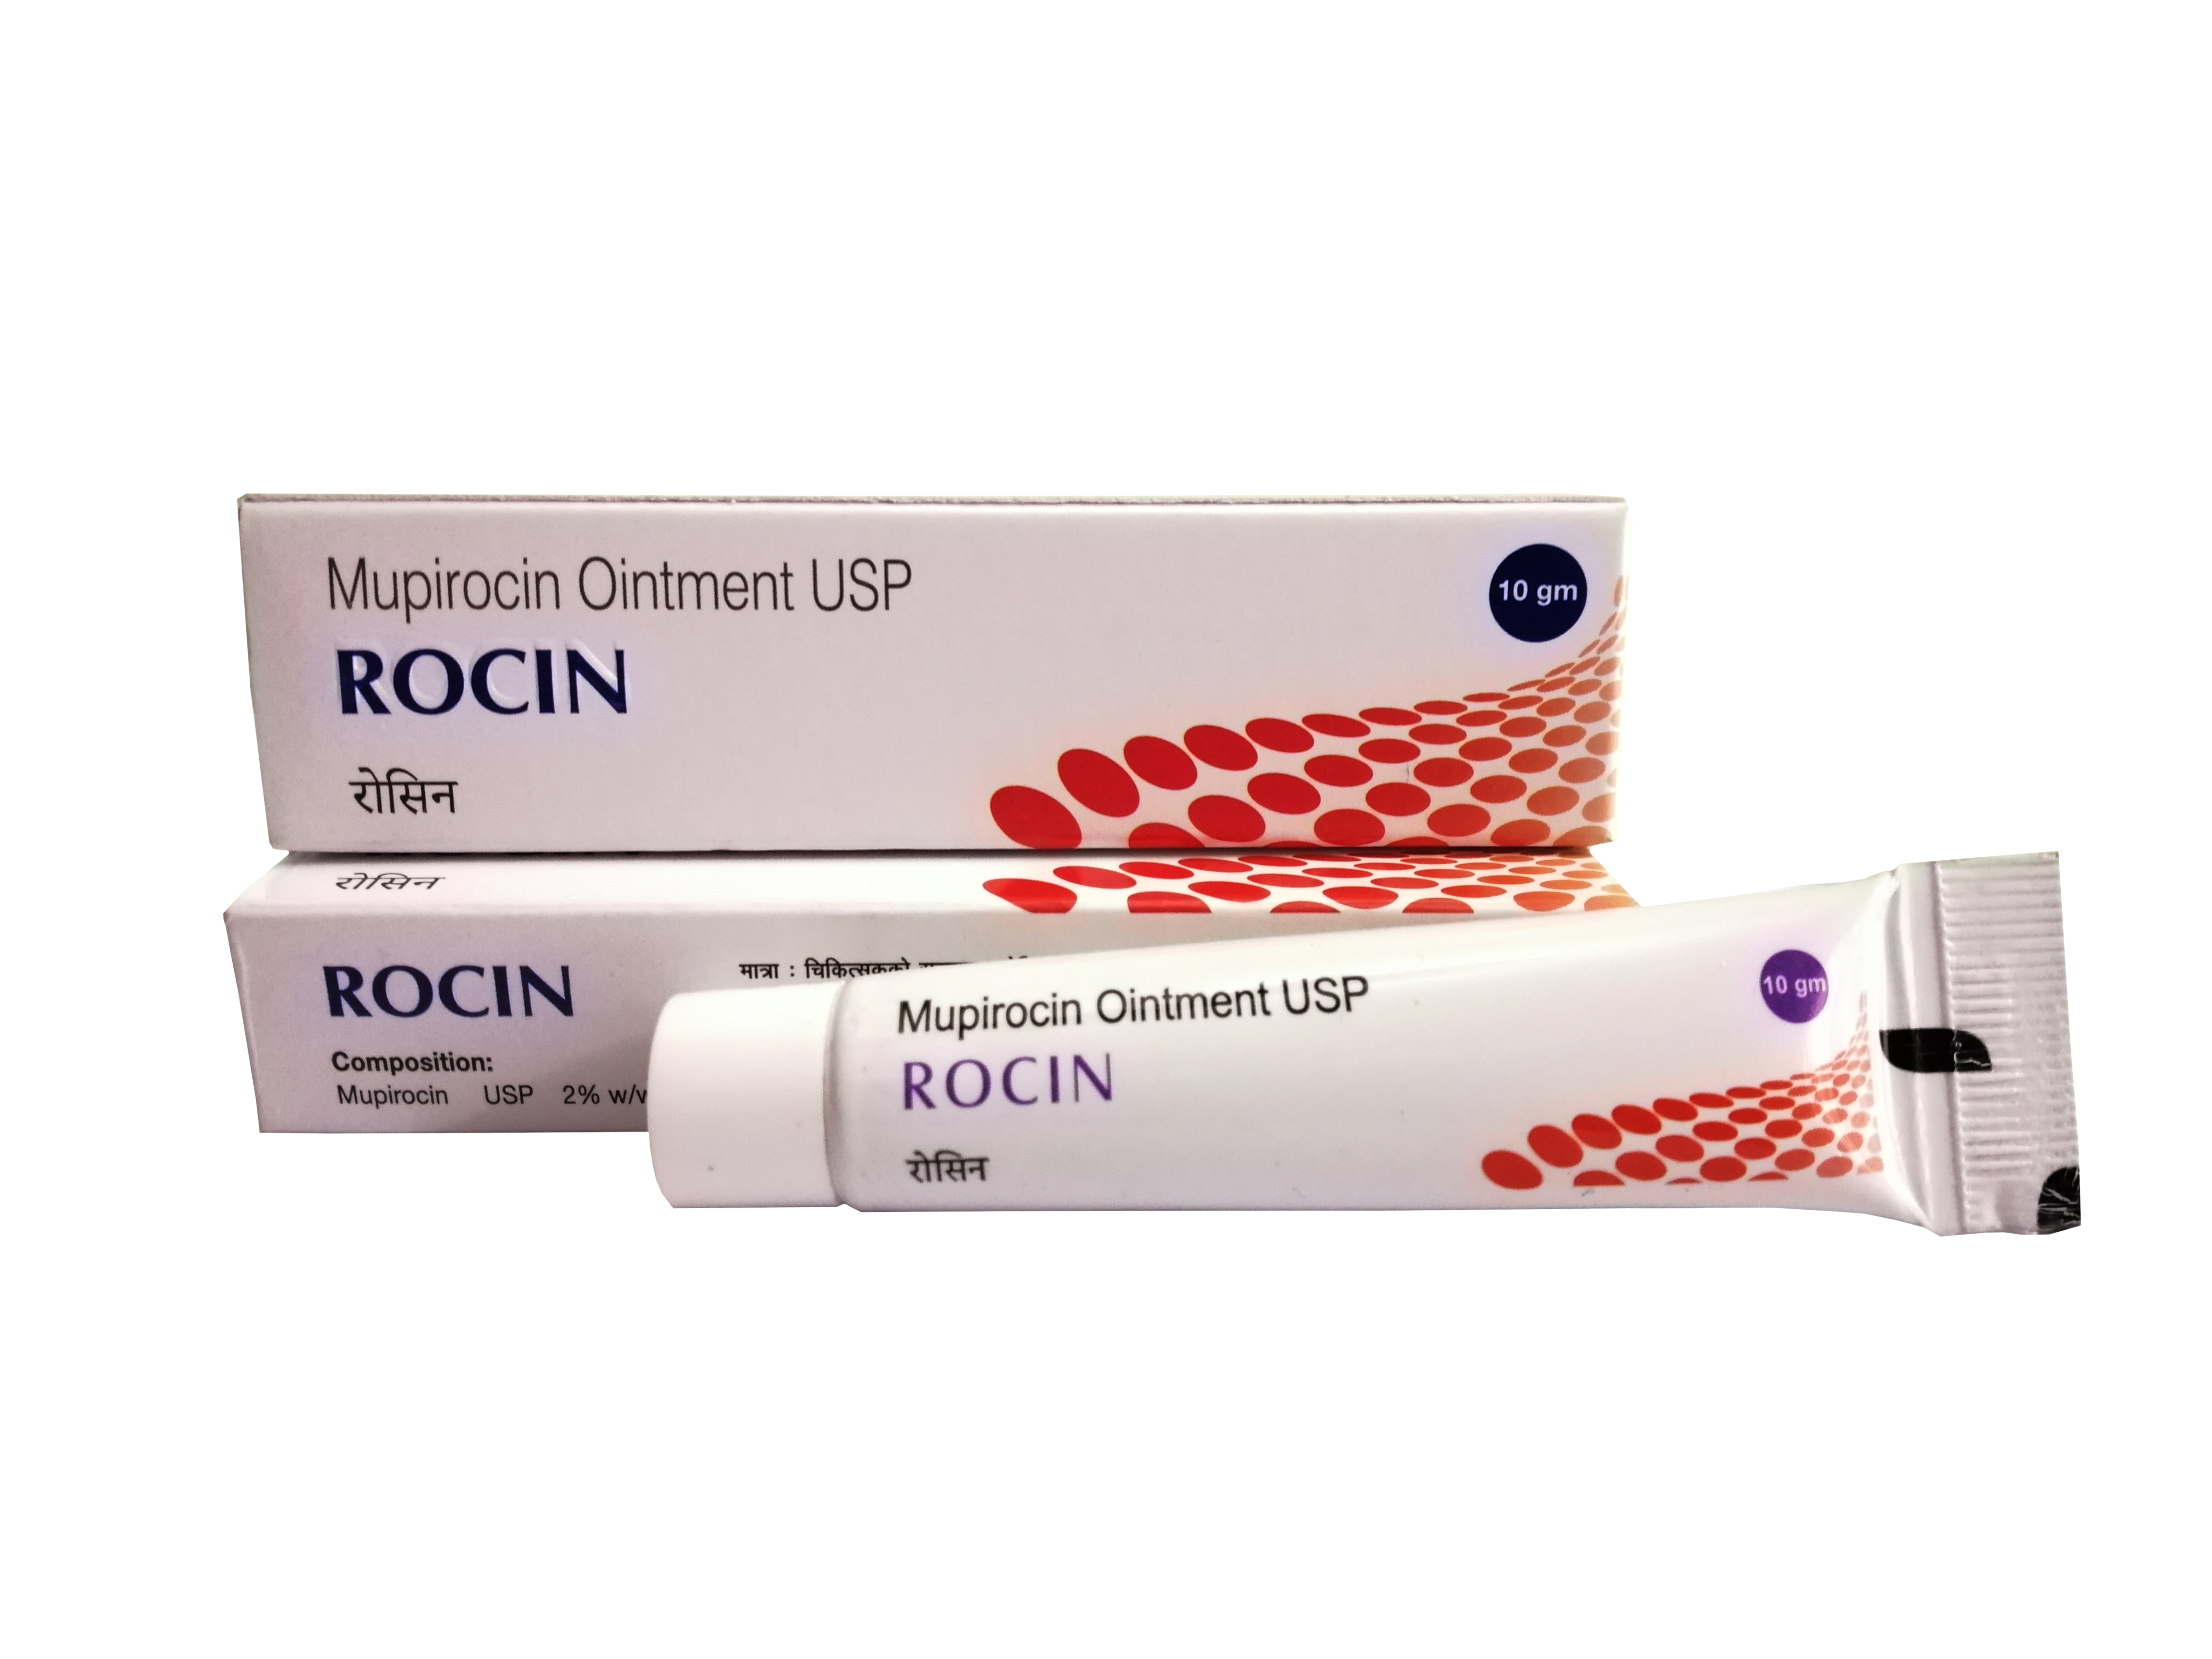 Mupirocin Ointment USP
10 gm
ROCIN
रोसिन
रोसिन
ROCIN
मात्रा : चिकित्सकको
Composition:
Mupirocin USP 2% w/w
Mupirocin Ointment USP
10 gm
ROCIN
रोसिन